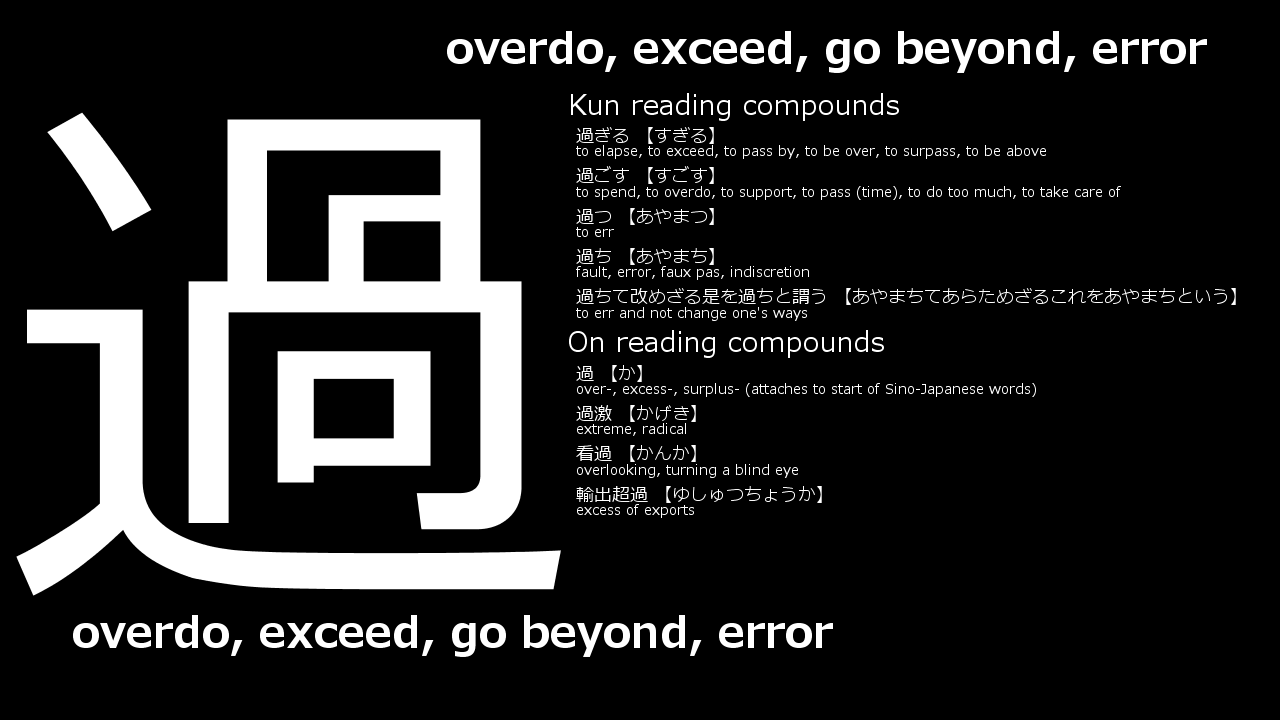 overdo, exceed, go beyond, error
過
Kun reading compounds
過ぎる 【すぎる】
to elapse, to exceed, to pass by, to be over, to surpass, to be above
過ごす 【すごす】
to spend, to overdo, to support, to pass (time), to do too much, to take care of
過つ 【あやまつ】
to err
過ち 【あやまち】
fault, error, faux pas, indiscretion
過ちて改めざる是を過ちと謂う 【あやまちてあらためざるこれをあやまちという】
to err and not change one's ways
On reading compounds
過 【か】
over-, excess-, surplus- (attaches to start of Sino-Japanese words)
過激 【かげき】
extreme, radical
看過 【かんか】
overlooking, turning a blind eye
輸出超過 【ゆしゅつちょうか】
excess of exports
overdo, exceed, go beyond, error